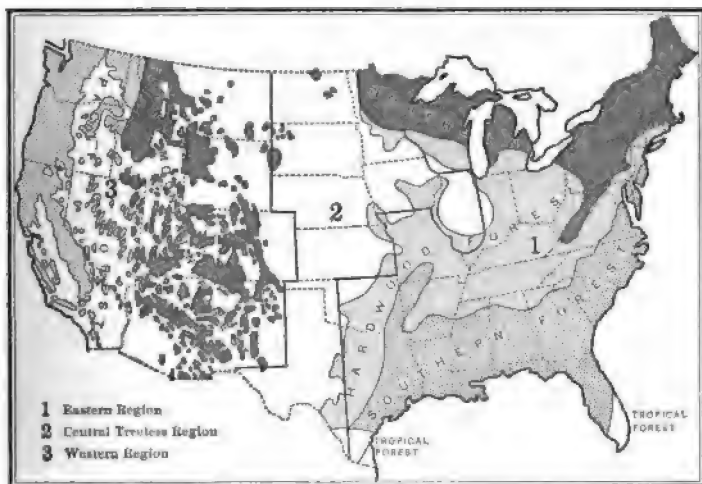 3
2
1
HARDWOOD FOREST
SOUTHERN FOREST
1 Eastern Region
2 Central Treeless Region
3 Western Region
TROPICAL
FOREST
TROPICAL
FOREST